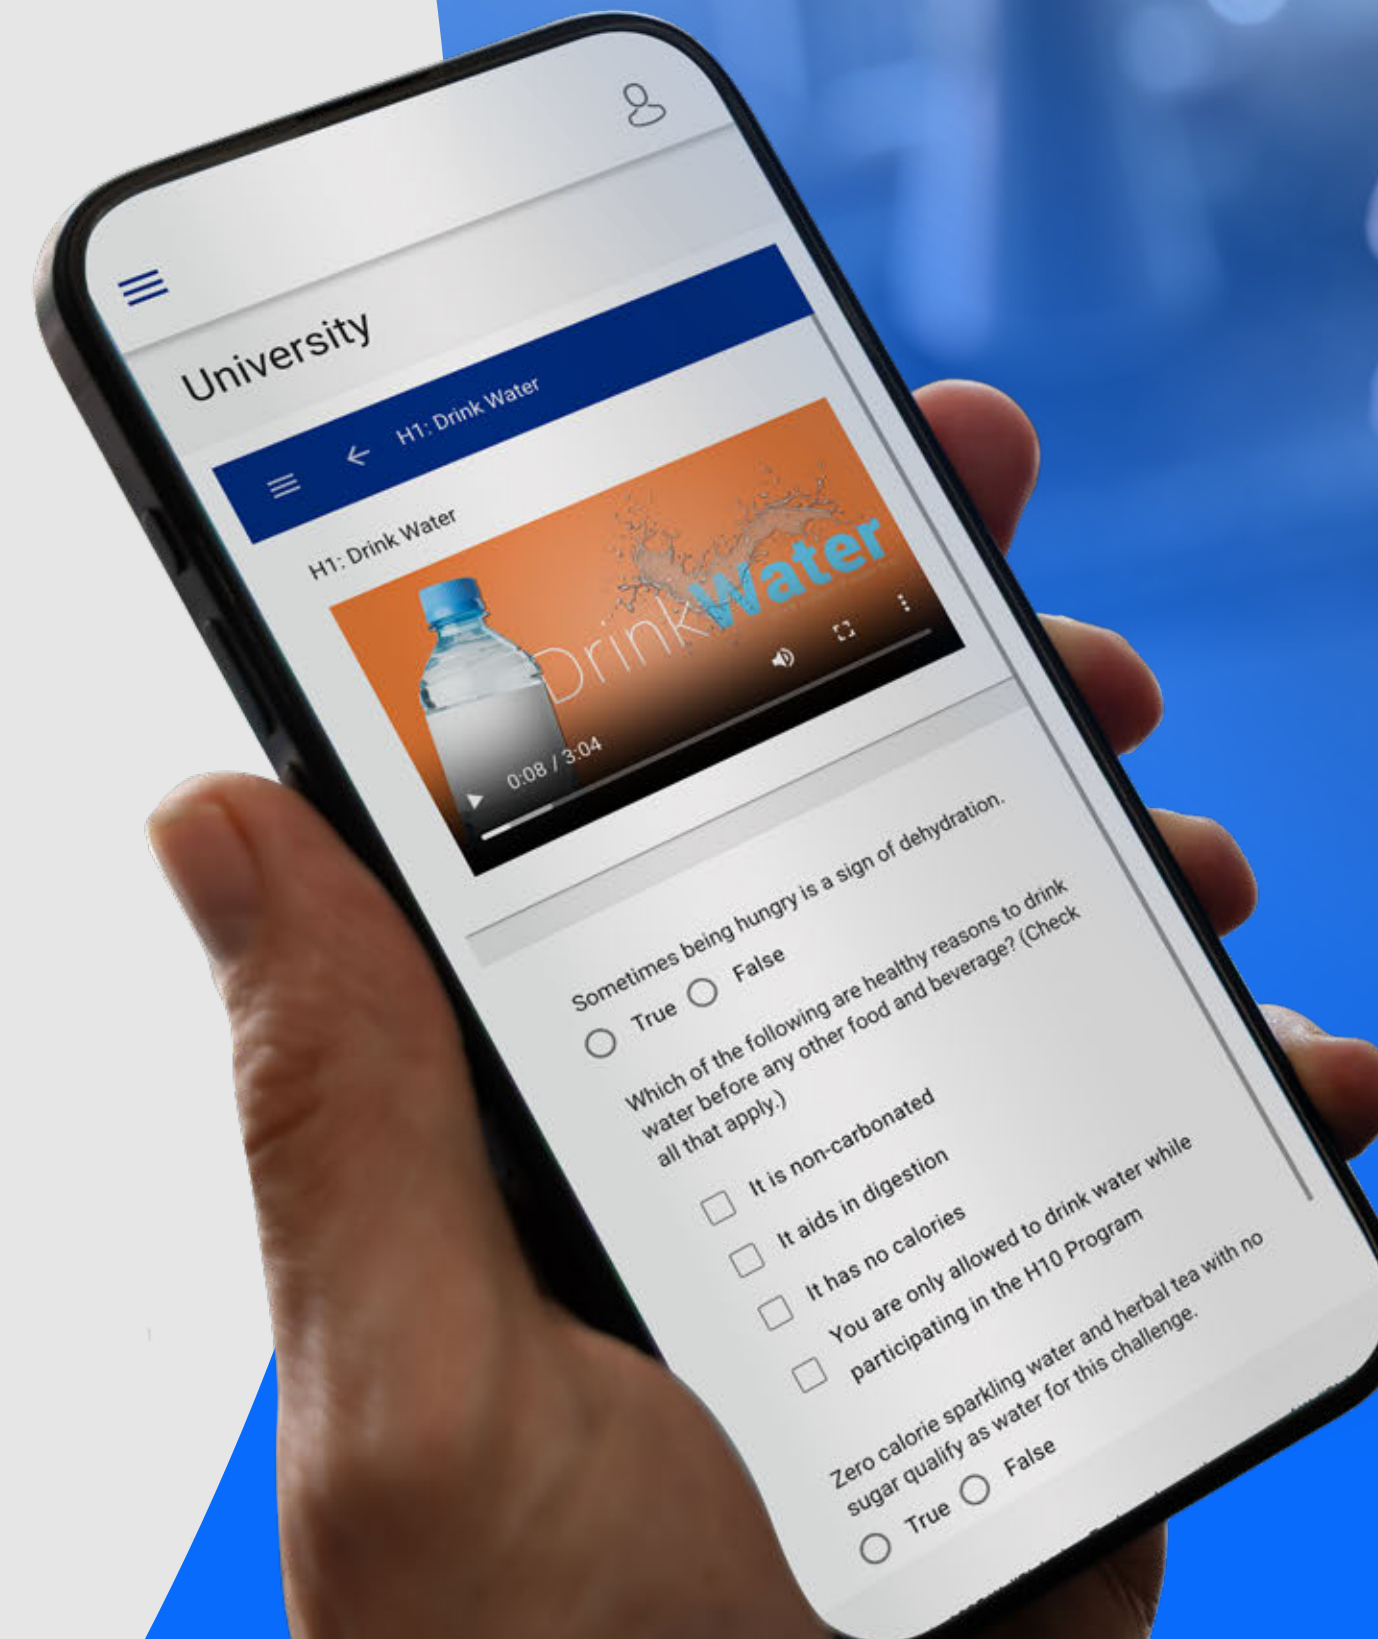 University
H1: Drink Water
H1: Drink Water
DrinkWater
0:08 / 3:04
Sometimes being hungry is a sign of dehydration.
True False
Which of the following are healthy reasons to drink
water before any other food and beverage? (Check
all that apply.)
It is non-carbonated
It aids in digestion
It has no calories
You are only allowed to drink water while
participating in the H10 Program
Zero calorie sparkling water and herbal tea with no
sugar qualify as water for this challenge.
True False